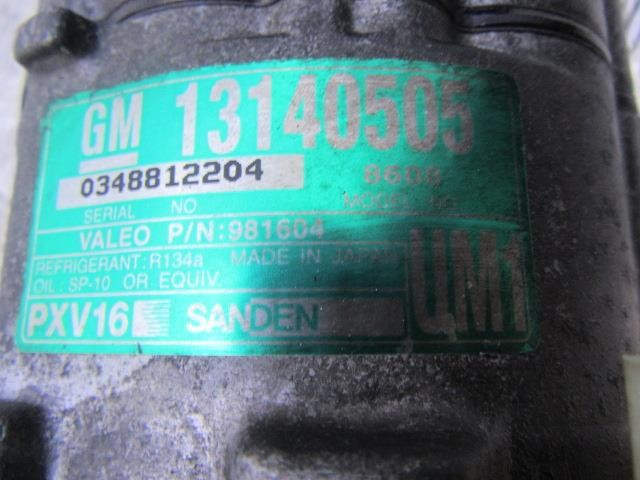 GM 13140505
0348812204 8608
SERIAL NO MODEL NO
VALEO P/N:981604
REFRIGERANT:R134a MADE IN JAPAN
OIL: SP-10 OR EQUIV.
PXV16 SANDEN UM1